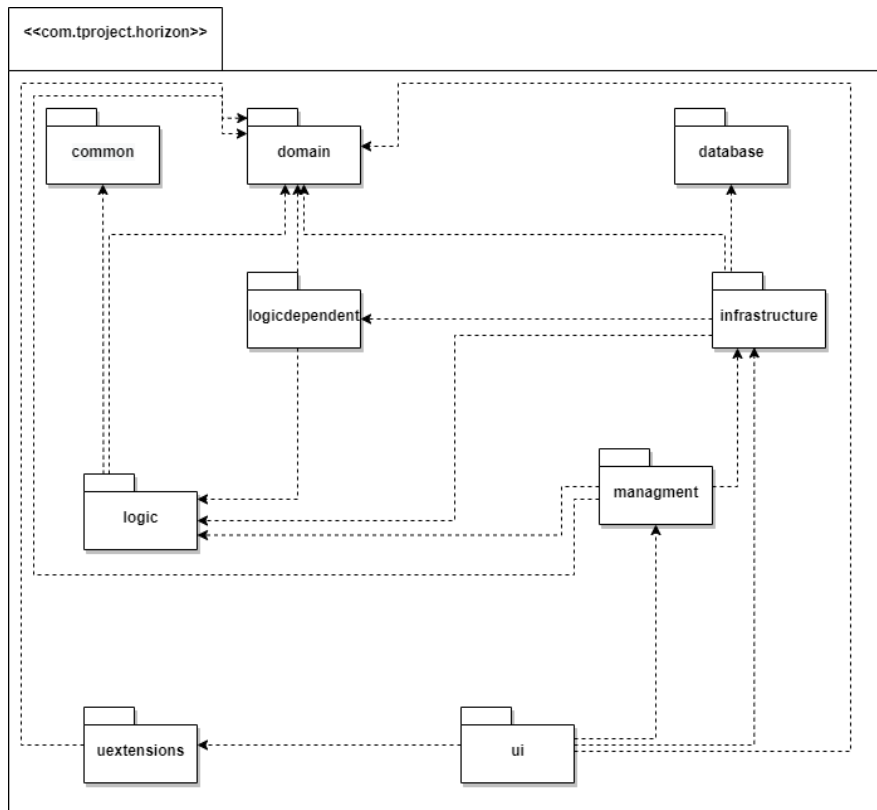 <<com.tproject.horizon>>
common
domain
database
logicdependent
infrastructure
managment
logic
uextensions
ui